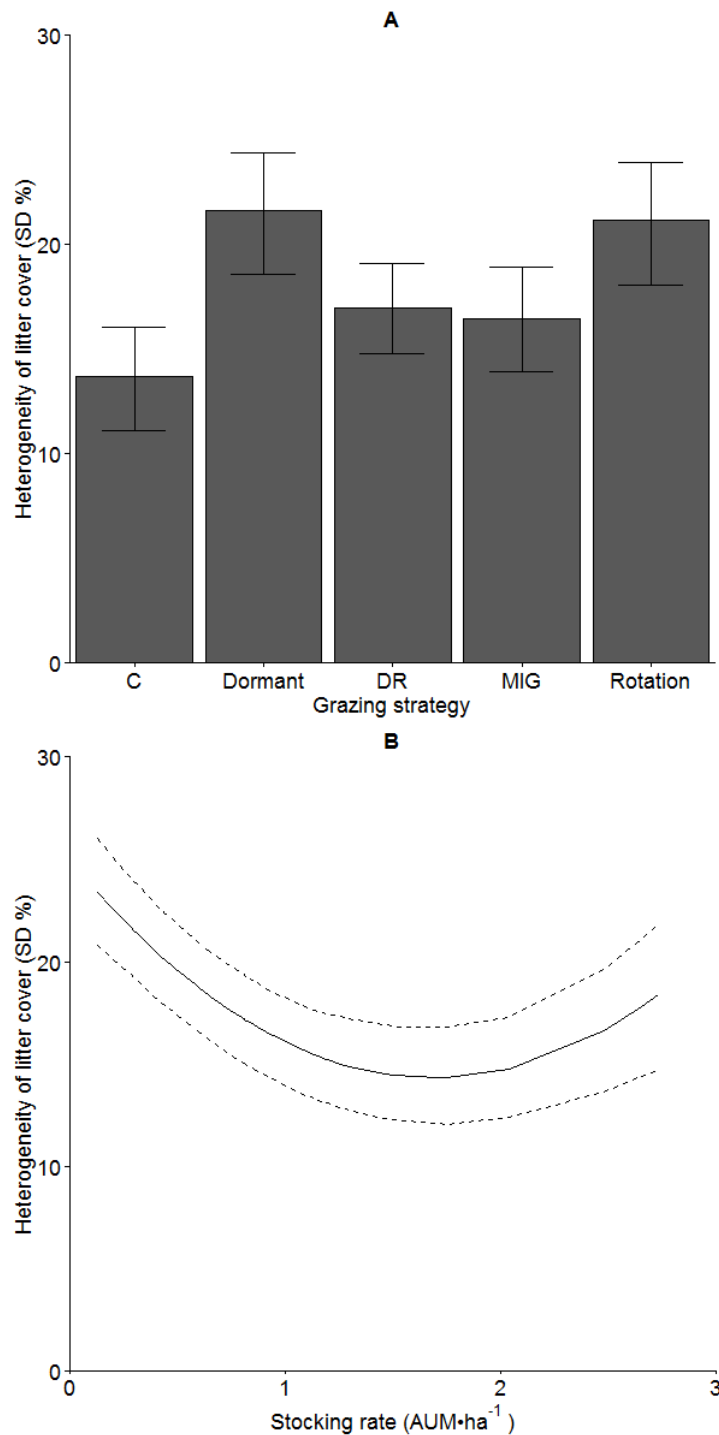 A
30
20
10
0
Heterogeneity of litter cover (SD %)
C Dormant DR MIG Rotation
Grazing strategy
B
30
20
10
0
Heterogeneity of litter cover (SD %)
0 1 2 3
Stocking rate (AUM•ha⁻¹ )